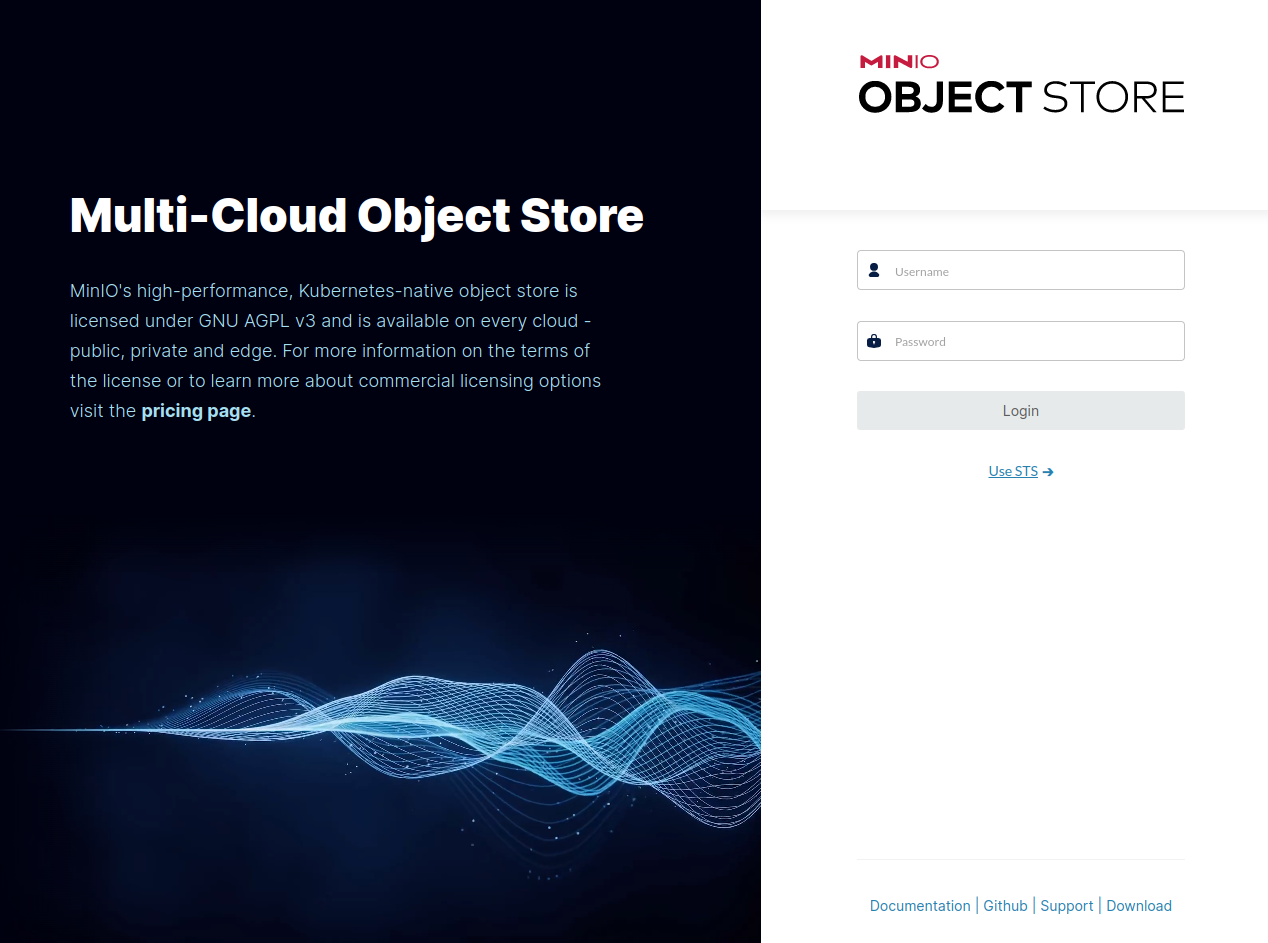 Multi-Cloud Object Store
MinIO's high-performance, Kubernetes-native object store is
licensed under GNU AGPL v3 and is available on every cloud -
public, private and edge. For more information on the terms of
the license or to learn more about commercial licensing options
visit the pricing page.
MINIO
OBJECT STORE
Username
Password
Login
Use STS ➔
Documentation | Github | Support | Download